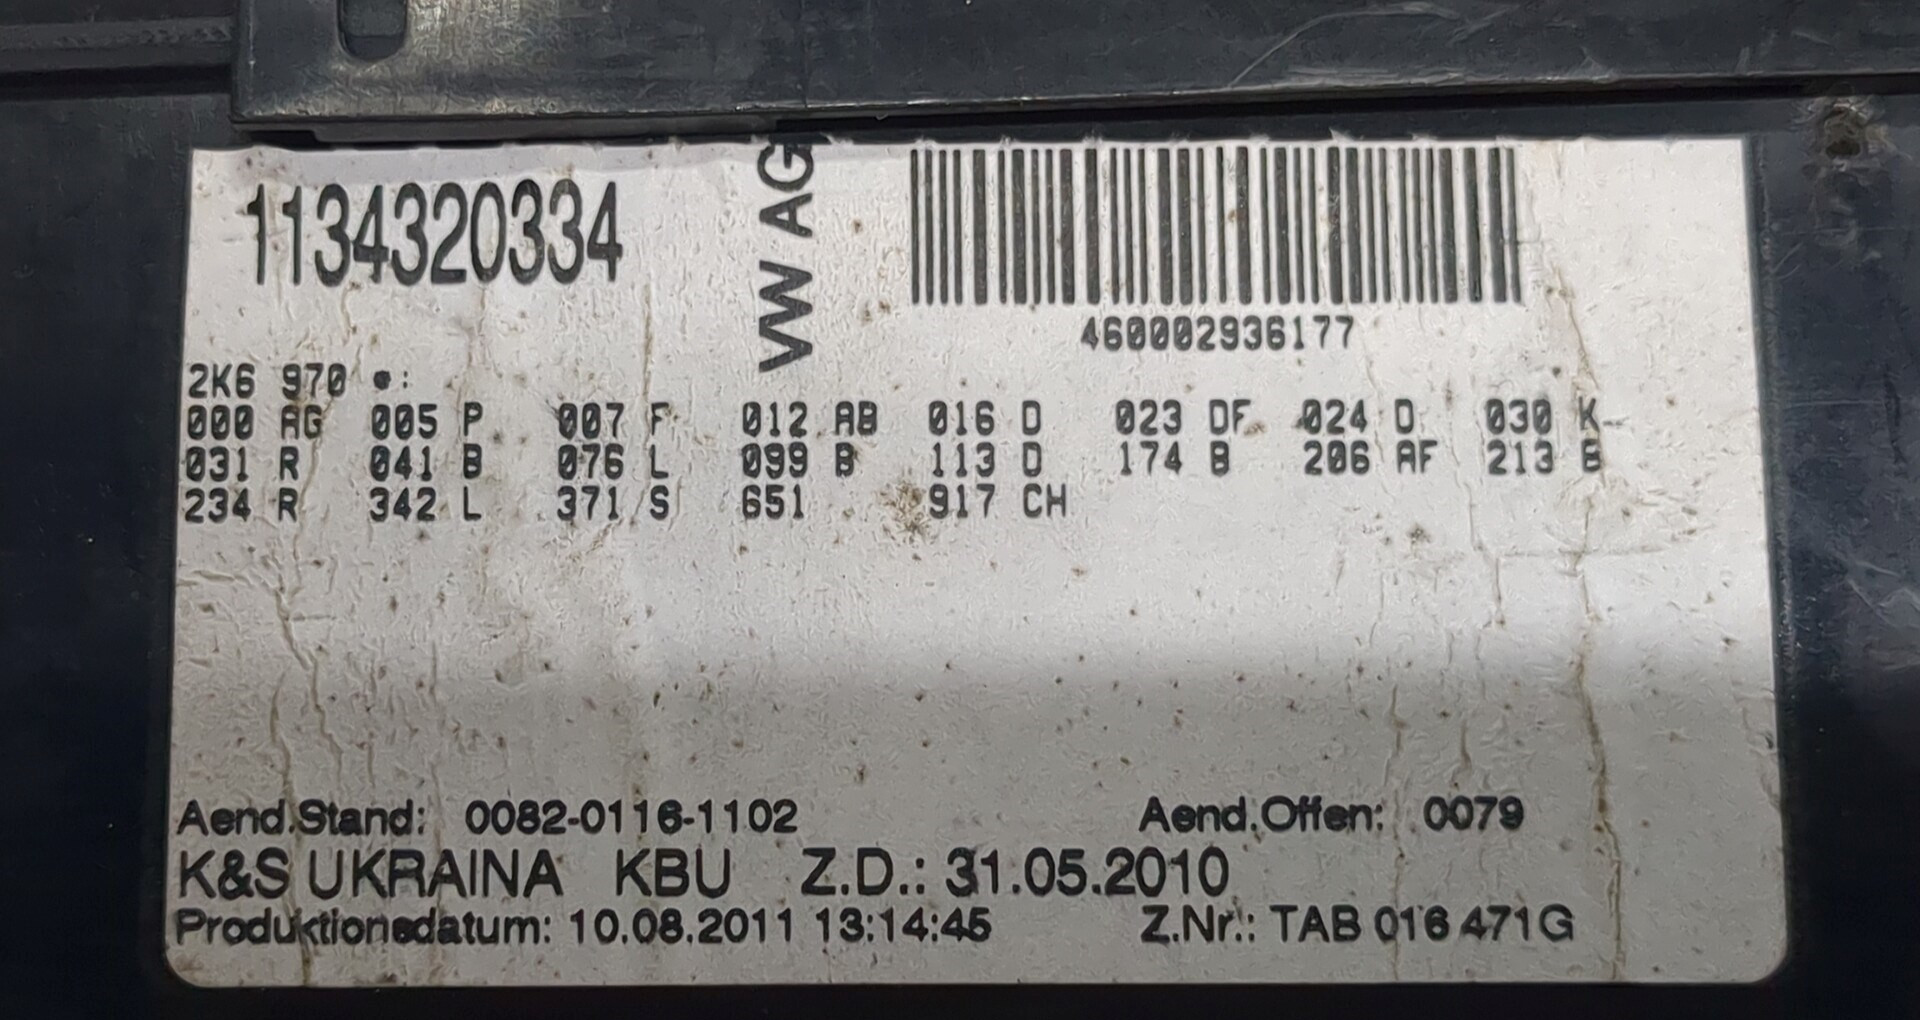 1134320334
VW AG
460002936177
2K6 970 •:
000 AG 005 P 007 F 012 AB 016 D 023 DF 024 D 030 K
031 R 041 B 076 L 099 B 113 D 174 B 206 AF 213 B
234 R 342 L 371 S 651 917 CH
Aend.Stand: 0082-0116-1102 Aend.Offen: 0079
K&S UKRAINA KBU Z.D.: 31.05.2010
Produktionsdatum: 10.08.2011 13:14:45 Z.Nr.: TAB 016 471 G